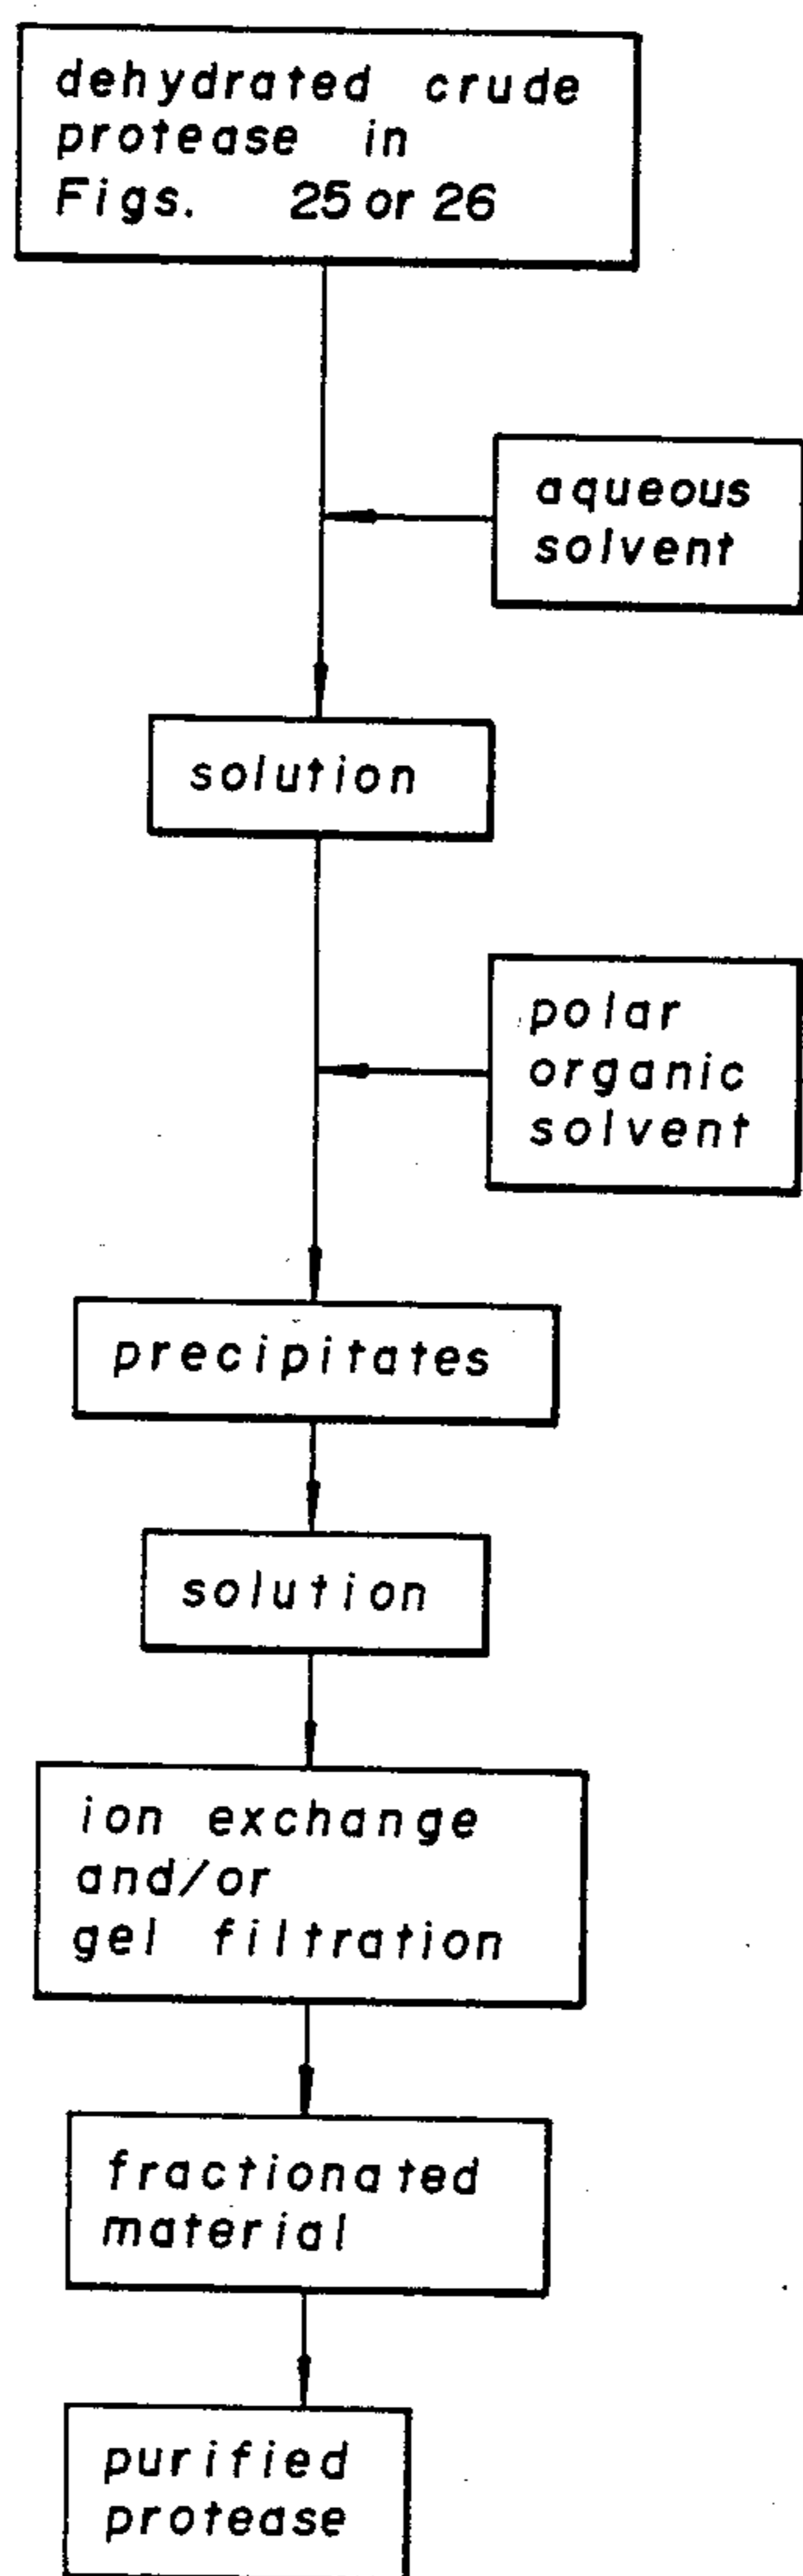 dehydrated crude
protease in
Figs. 25 or 26
aqueous
solvent
solution
polar
organic
solvent
precipitates
solution
ion exchange
and/or
gel filtration
fractionated
material
purified
protease